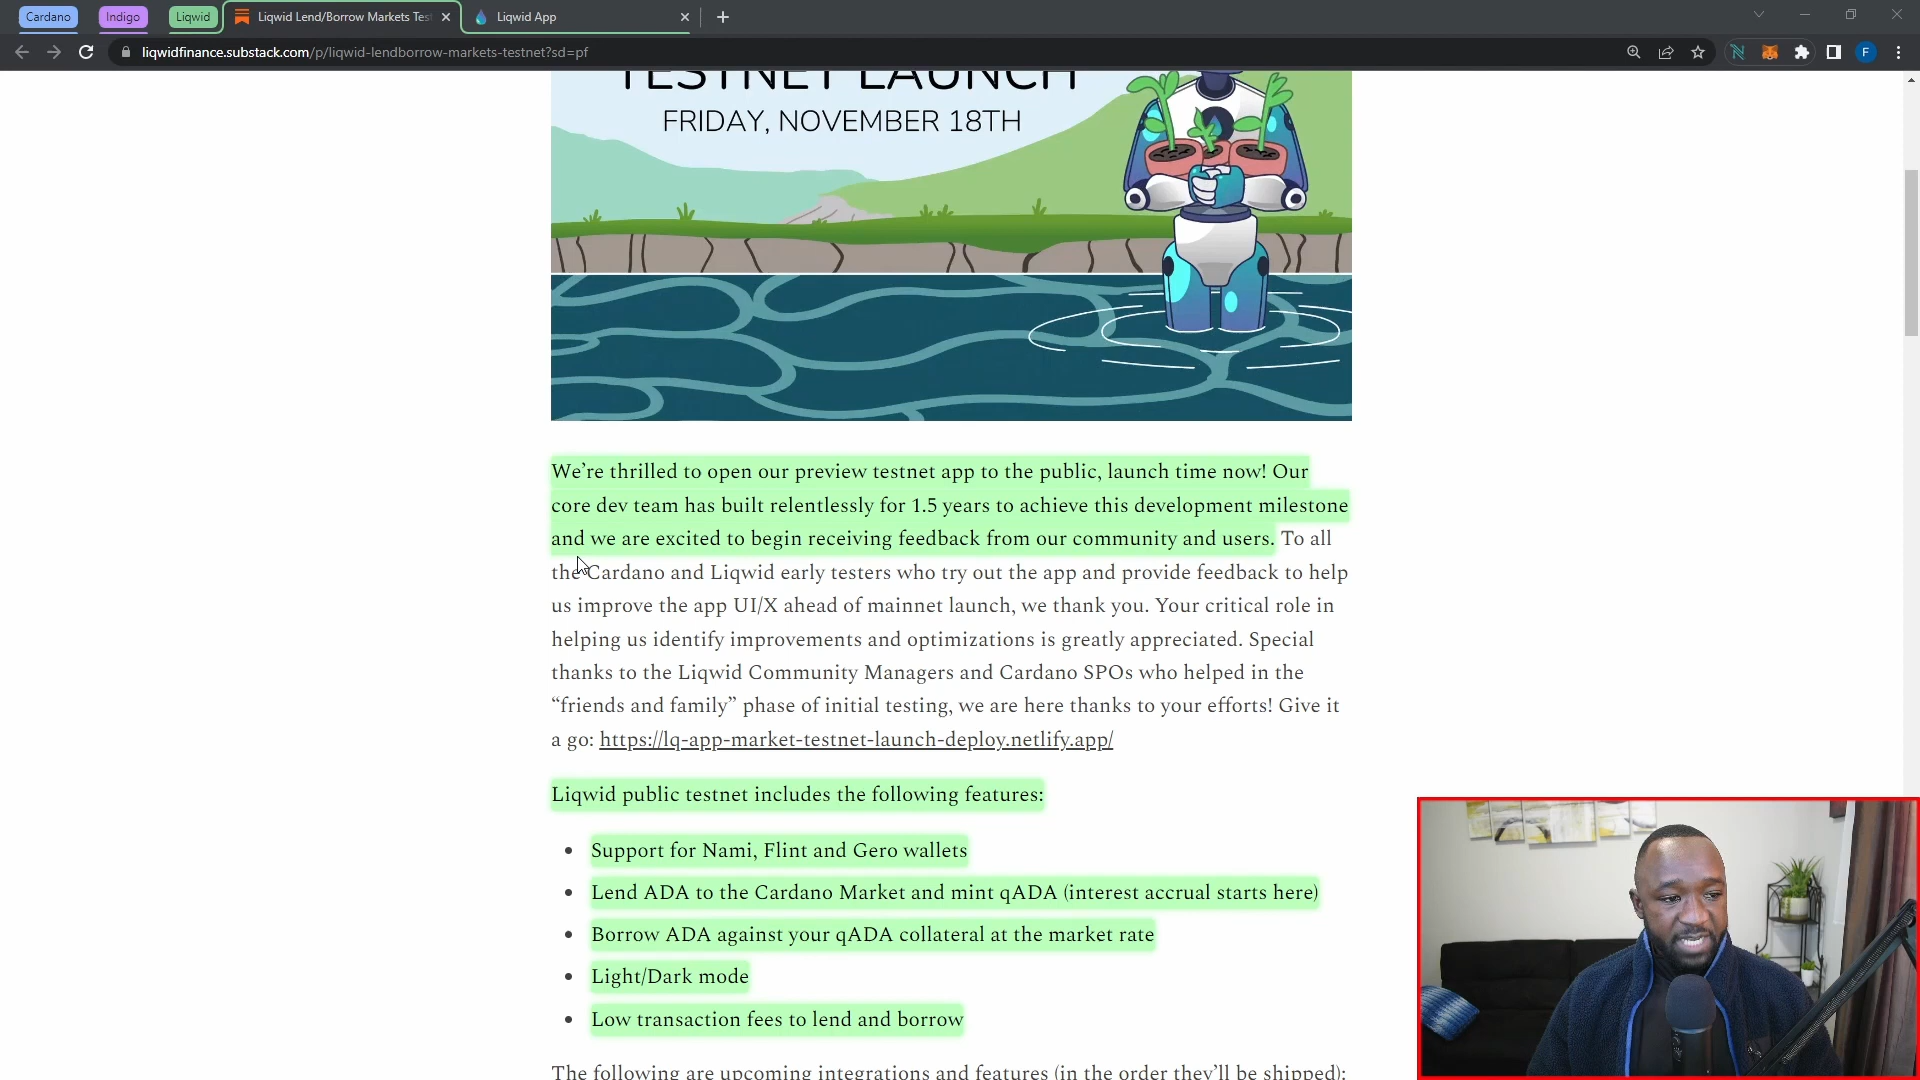 Cardano
Indigo
Liqwid
Liqwid Lend/Borrow Markets Tes
Liqwid App
liqwidfinance.substack.com/p/liqwid-lendborrow-markets-testnet?sd=pf
F
TESTNET LAUNCH
FRIDAY, NOVEMBER 18TH
We’re thrilled to open our preview testnet app to the public, launch time now! Our
core dev team has built relentlessly for 1.5 years to achieve this development milestone
and we are excited to begin receiving feedback from our community and users. To all
the Cardano and Liqwid early testers who try out the app and provide feedback to help
us improve the app UI/X ahead of mainnet launch, we thank you. Your critical role in
helping us identify improvements and optimizations is greatly appreciated. Special
thanks to the Liqwid Community Managers and Cardano SPOs who helped in the
“friends and family” phase of initial testing, we are here thanks to your efforts! Give it
a go: https://lq-app-market-testnet-launch-deploy.netlify.app/
Liqwid public testnet includes the following features:
• Support for Nami, Flint and Gero wallets
• Lend ADA to the Cardano Market and mint qADA (interest accrual starts here)
• Borrow ADA against your qADA collateral at the market rate
• Light/Dark mode
• Low transaction fees to lend and borrow
The following are upcoming integrations and features (in the order they’ll be shipped):